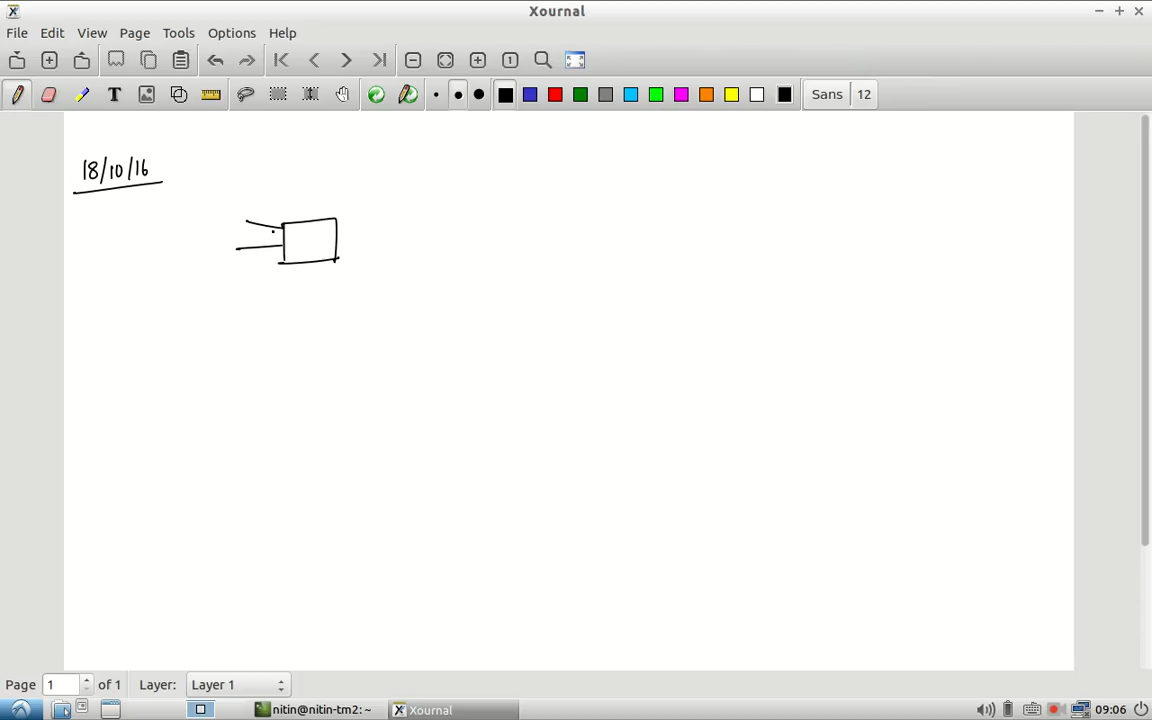 Xournal
File Edit View Page Tools Options Help
Sans 12
18/10/16
Page 1 of 1 Layer: Layer 1
nitin@nitin-tm2: ~ Xournal 09:06